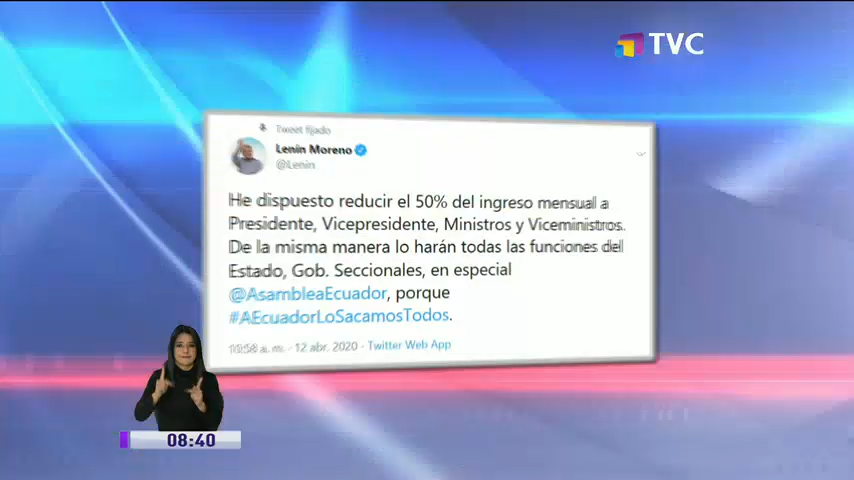 TVC
Tweet fijado
Lenín Moreno
@Lenin
He dispuesto reducir el 50% del ingreso mensual a
Presidente, Vicepresidente, Ministros y Viceministros.
De la misma manera lo harán todas las funciones del
Estado, Gob. Seccionales, en especial
@AsambleaEcuador, porque
#AEcuadorLoSacamosTodos.
10:58 a. m. · 12 abr. 2020 · Twitter Web App
08:40